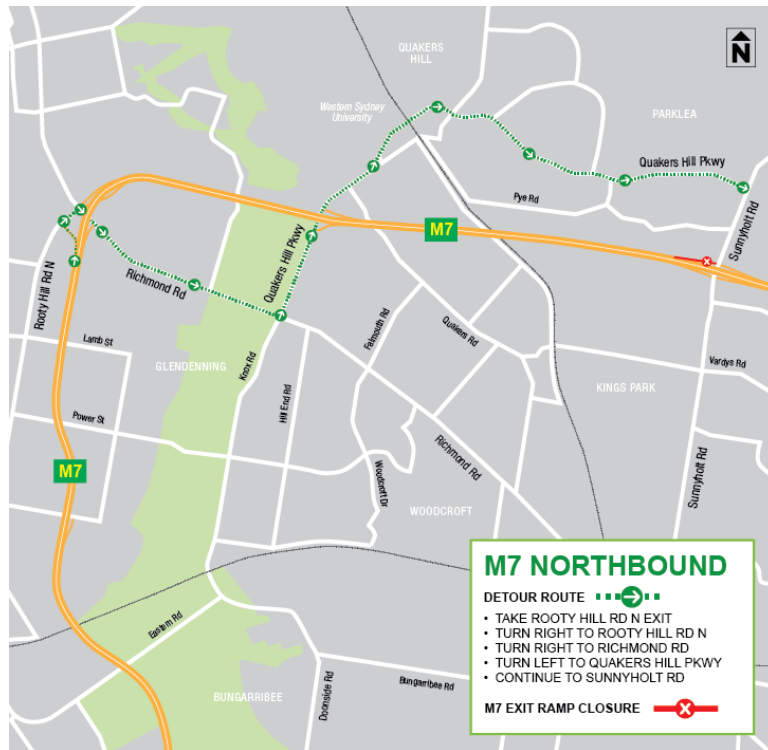 QUAKERS
HILL
N
Western Sydney
University
PARKLEA
Quakers Hill Pkwy
Pye Rd
M7
Sunnyholt Rd
Rooty Hill Rd N
Richmond Rd
Quakers Hill Pkwy
Lamb St
GLENDENNING
Knox Rd
Falmouth Rd
Quakers Rd
Vardys Rd
Hill End Rd
KINGS PARK
Power St
Richmond Rd
M7
Woodcroft Dr
Sunnyholt Rd
WOODCROFT
Eastern Rd
BUNGARRIBEE
Doonside Rd
Bungarribee Rd
M7 NORTHBOUND
DETOUR ROUTE
• TAKE ROOTY HILL RD N EXIT
• TURN RIGHT TO ROOTY HILL RD N
• TURN RIGHT TO RICHMOND RD
• TURN LEFT TO QUAKERS HILL PKWY
• CONTINUE TO SUNNYHOLT RD
M7 EXIT RAMP CLOSURE